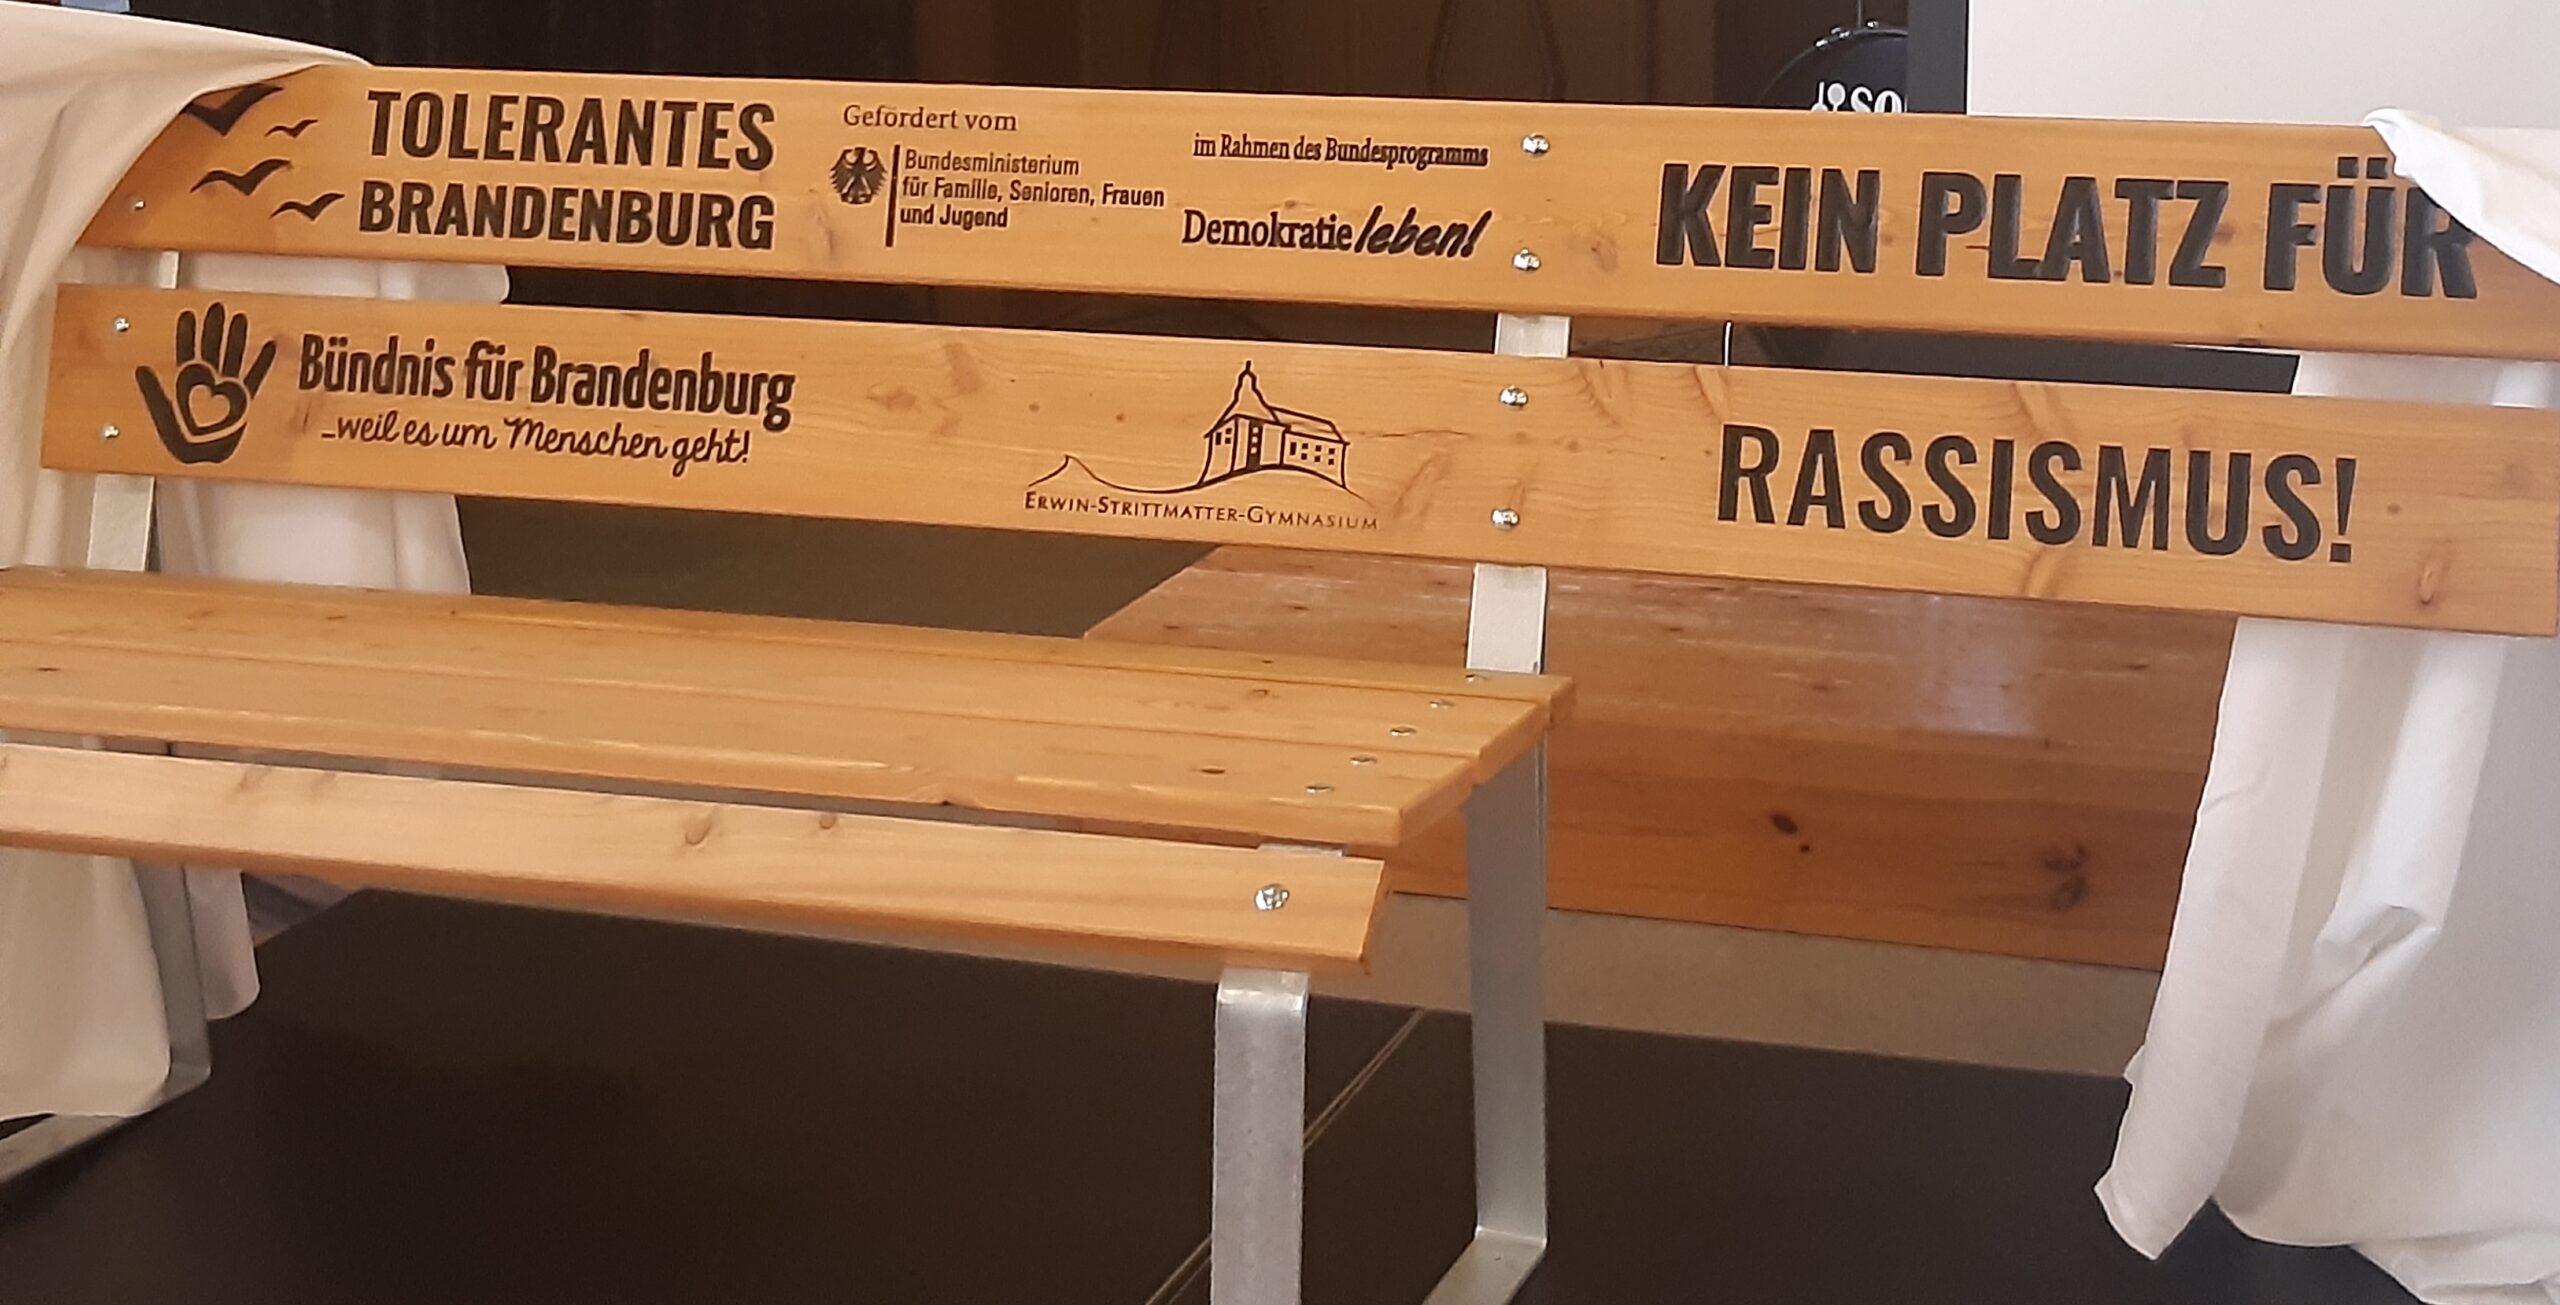 TOLERANTES
BRANDENBURG
Gefördert vom
Bundesministerium
für Familie, Senioren, Frauen
und Jugend
im Rahmen des Bundesprogramms
Demokratie leben!
KEIN PLATZ FÜR
RASSISMUS!
Bündnis für Brandenburg
...weil es um Menschen geht!
ERWIN-STRITTMATTER-GYMNASIUM